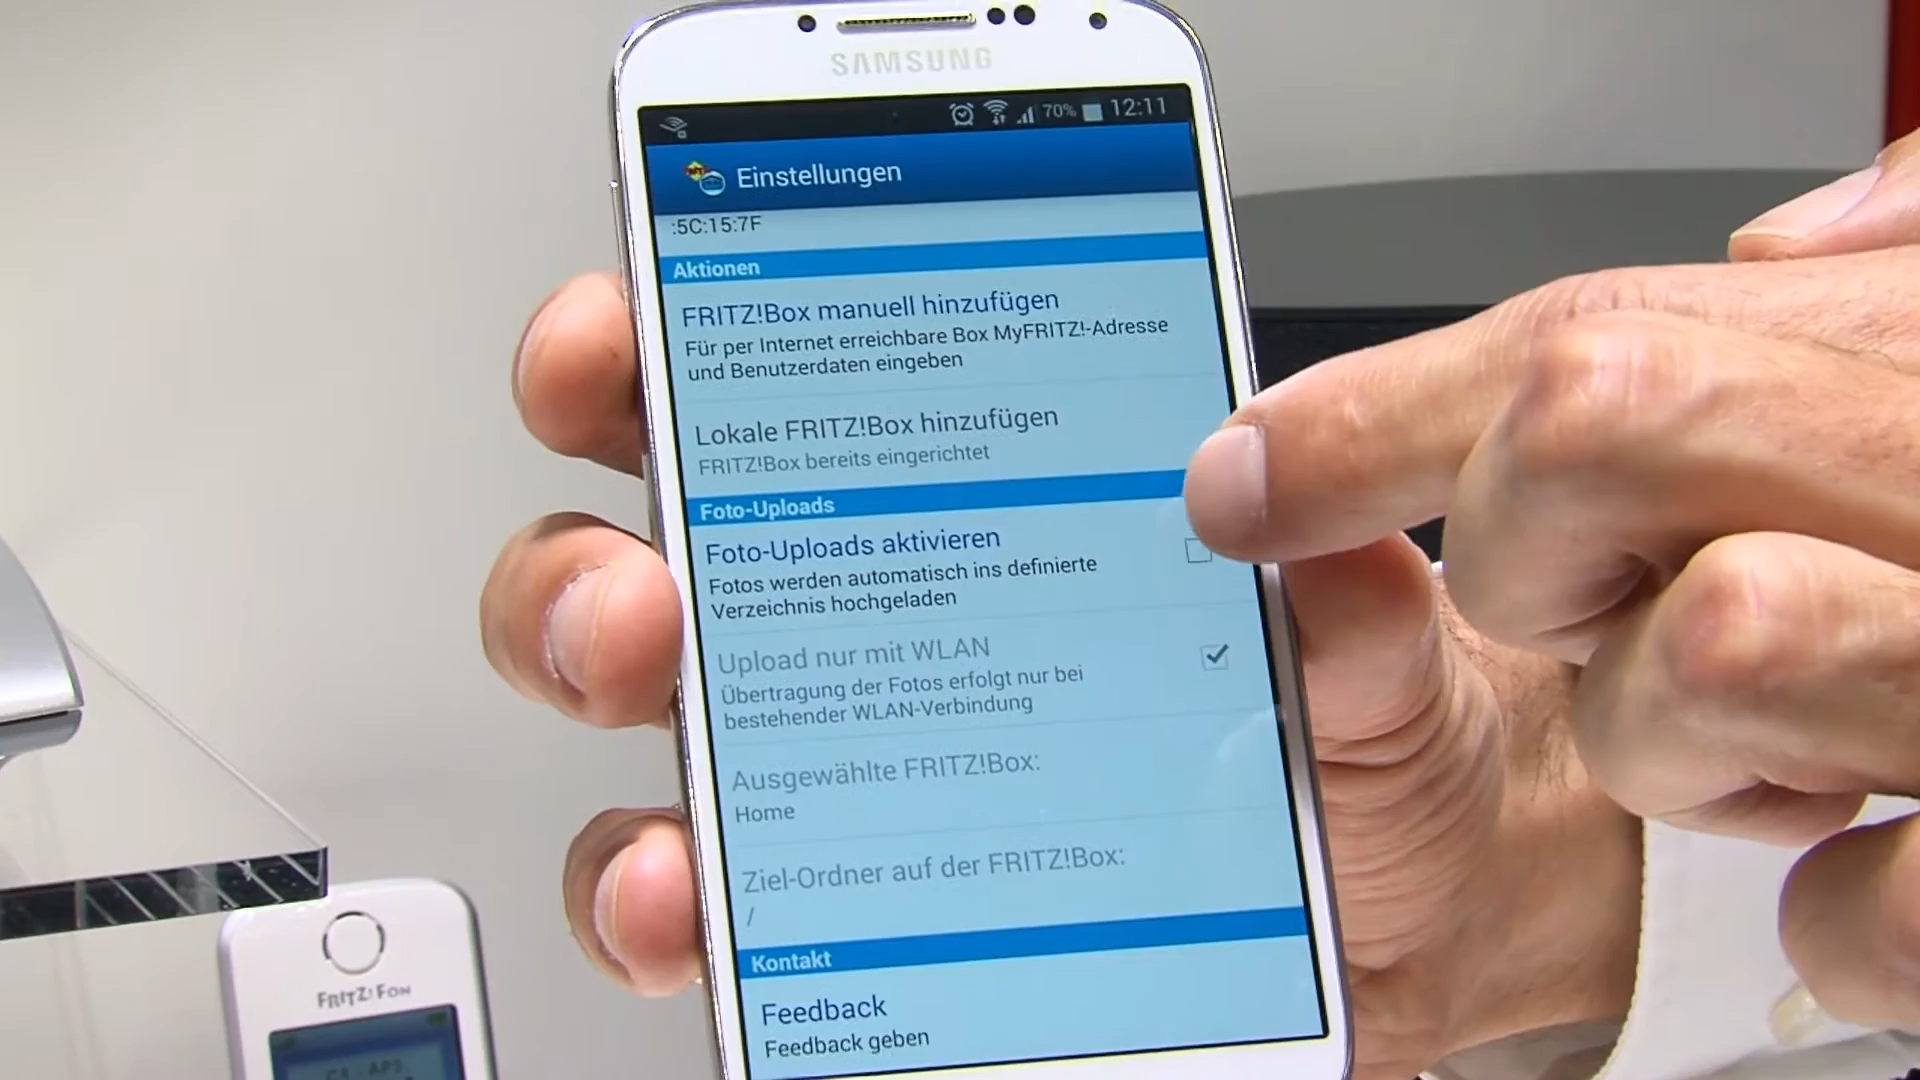 SAMSUNG
70% 12:11
Einstellungen
:5C:15:7F
Aktionen
FRITZ!Box manuell hinzufügen
Für per Internet erreichbare Box MyFRITZ!-Adresse
und Benutzerdaten eingeben
Lokale FRITZ!Box hinzufügen
FRITZ!Box bereits eingerichtet
Foto-Uploads
Foto-Uploads aktivieren
Fotos werden automatisch ins definierte
Verzeichnis hochgeladen
Upload nur mit WLAN
Übertragung der Fotos erfolgt nur bei
bestehender WLAN-Verbindung
Ausgewählte FRITZ!Box:
Home
Ziel-Ordner auf der FRITZ!Box:
/
Kontakt
Feedback
Feedback geben
FRITZ!Fon